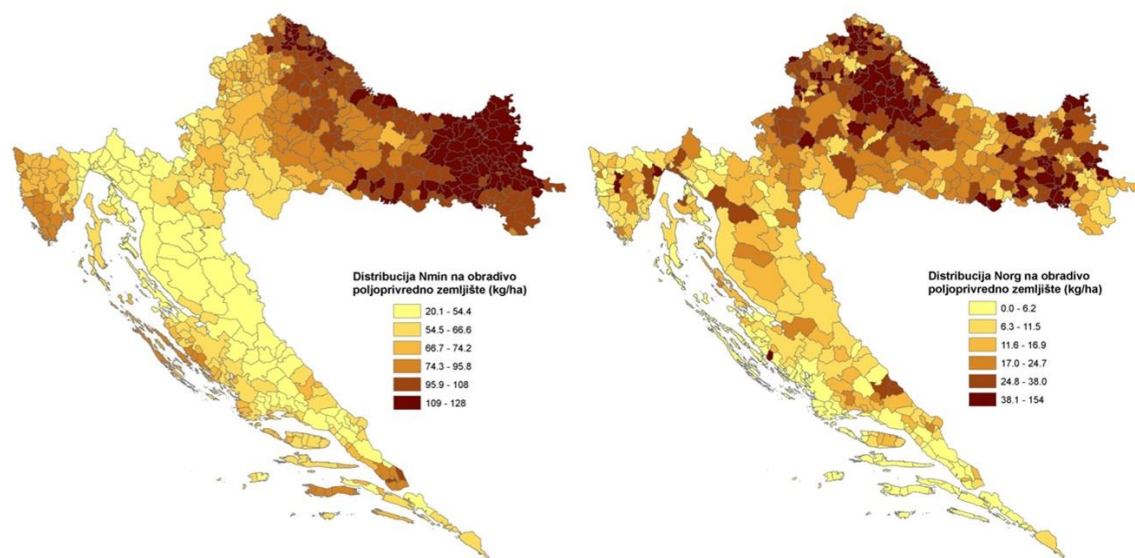 Distribucija Nmin na obradivo
poljoprivredno zemljište (kg/ha)
20.1 - 54.4
54.5 - 66.6
66.7 - 74.2
74.3 - 95.8
95.9 - 108
109 - 128
Distribucija Norg na obradivo
poljoprivredno zemljište (kg/ha)
0.0 - 6.2
6.3 - 11.5
11.6 - 16.9
17.0 - 24.7
24.8 - 38.0
38.1 - 154